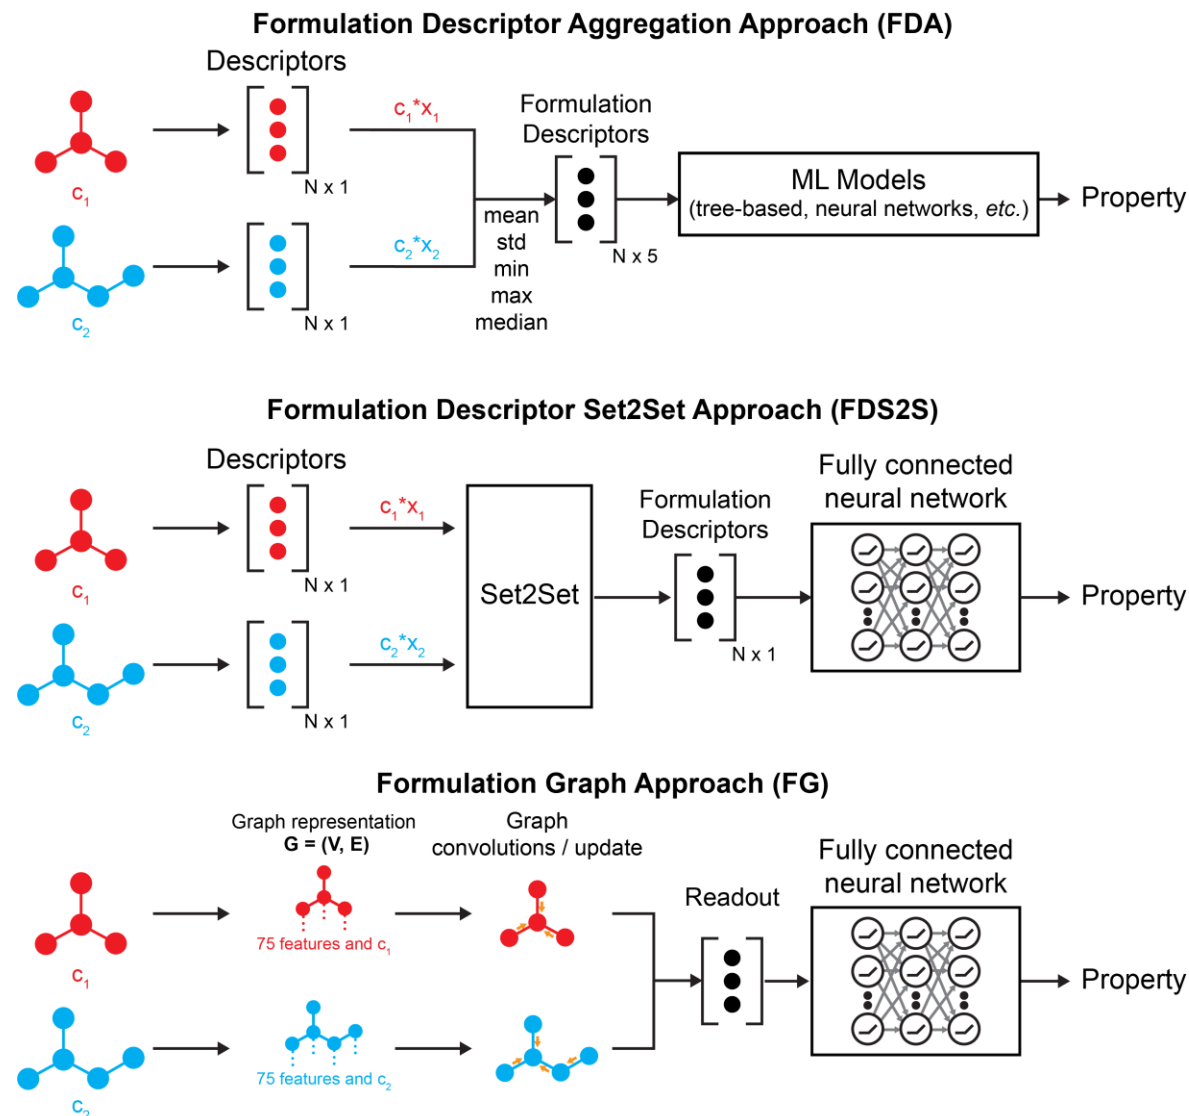 Formulation Descriptor Aggregation Approach (FDA)
Descriptors
c₁
N x 1
c₁*x₁
c₂
N x 1
c₂*x₂
mean
std
min
max
median
Formulation
Descriptors
N x 5
ML Models
(tree-based, neural networks, etc.)
Property
Formulation Descriptor Set2Set Approach (FDS2S)
Descriptors
c₁
N x 1
c₁*x₁
c₂
N x 1
c₂*x₂
Set2Set
Formulation
Descriptors
N x 1
Fully connected
neural network
Property
Formulation Graph Approach (FG)
Graph representation
G = (V, E)
Graph
convolutions / update
c₁
75 features and c₁
c₂
75 features and c₂
Readout
Fully connected
neural network
Property